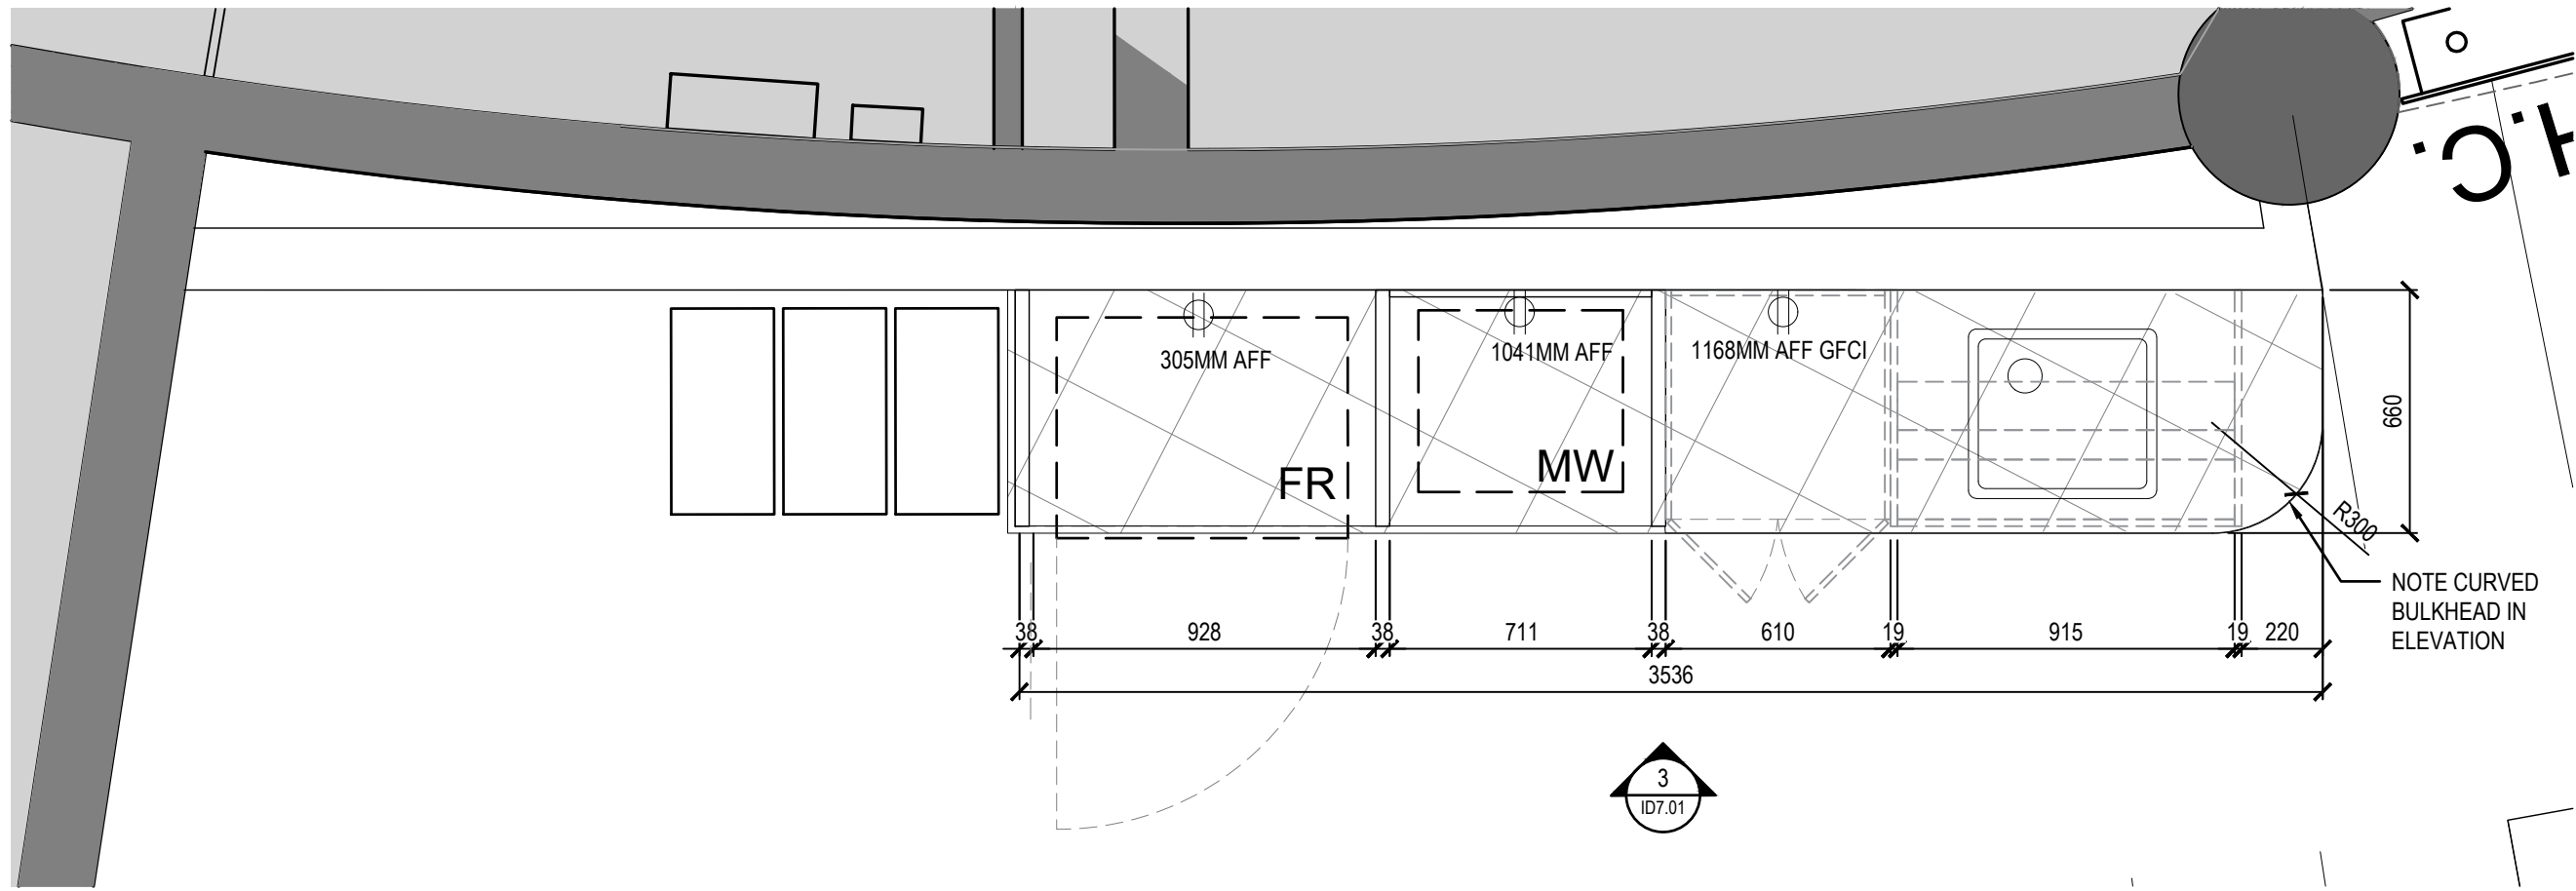 H.C.
305MM AFF
1041MM AFF
1168MM AFF GFCI
FR
MW
660
R300
NOTE CURVED
BULKHEAD IN
ELEVATION
38 928 38 711 38 610 19 915 19 220
3536
3
ID7.01